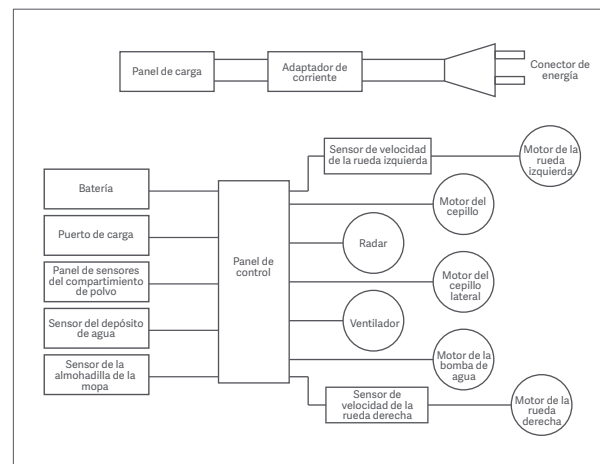 Panel de carga
Adaptador de
corriente
Conector de
energía
Sensor de velocidad
de la rueda izquierda
Motor de la
rueda
izquierda
Batería
Motor del
cepillo
Puerto de carga
Radar
Panel de
control
Panel de sensores
del compartimiento
de polvo
Motor del
cepillo
lateral
Sensor del depósito
de agua
Ventilador
Sensor de la
almohadilla de la
mopa
Motor de la
bomba de
agua
Sensor de
velocidad de la
rueda derecha
Motor de la
rueda
derecha